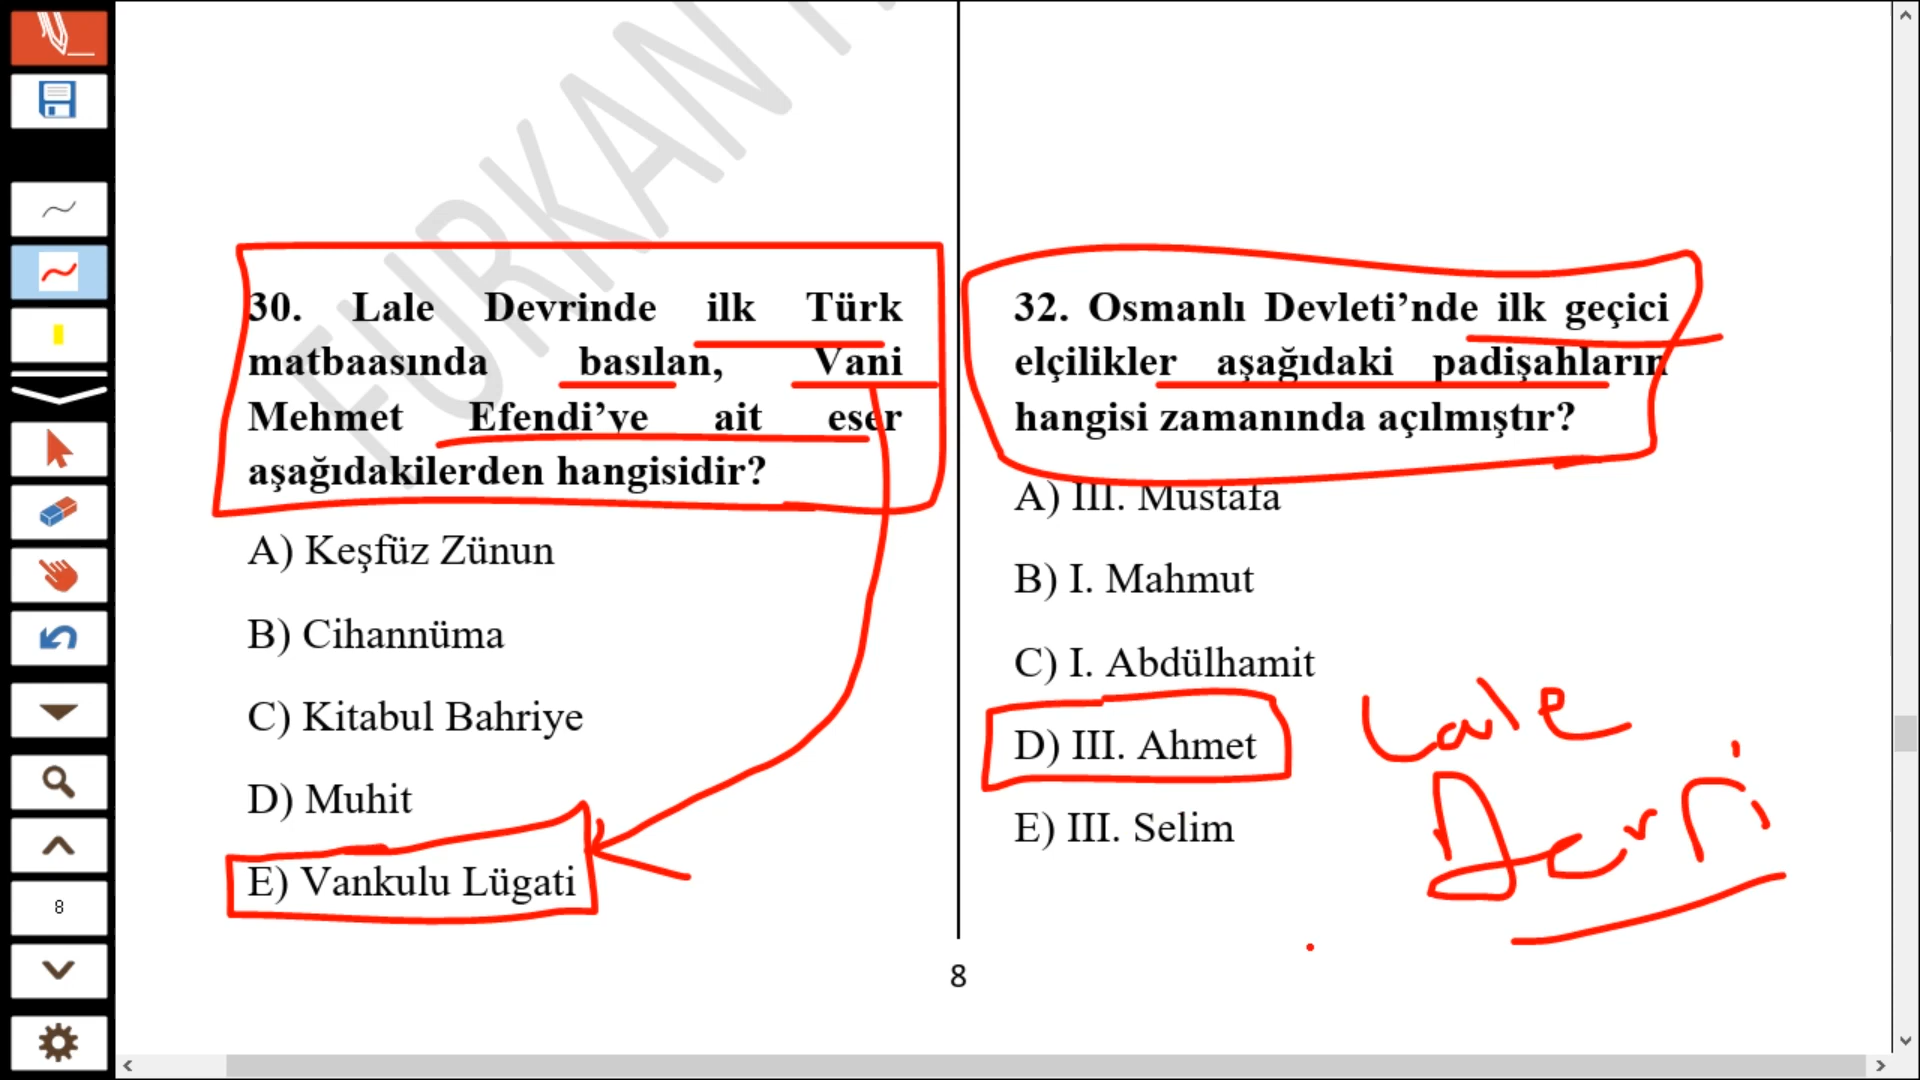 FURKAN
30. Lale Devrinde ilk Türk
matbaasında basılan, Vani
Mehmet Efendi’ye ait eser
aşağıdakilerden hangisidir?
A) Keşfüz Zünun
B) Cihannüma
C) Kitabul Bahriye
D) Muhit
E) Vankulu Lügati
32. Osmanlı Devleti’nde ilk geçici
elçilikler aşağıdaki padişahların
hangisi zamanında açılmıştır?
A) III. Mustafa
B) I. Mahmut
C) I. Abdülhamit
D) III. Ahmet
E) III. Selim
Lale
Devri
8
8